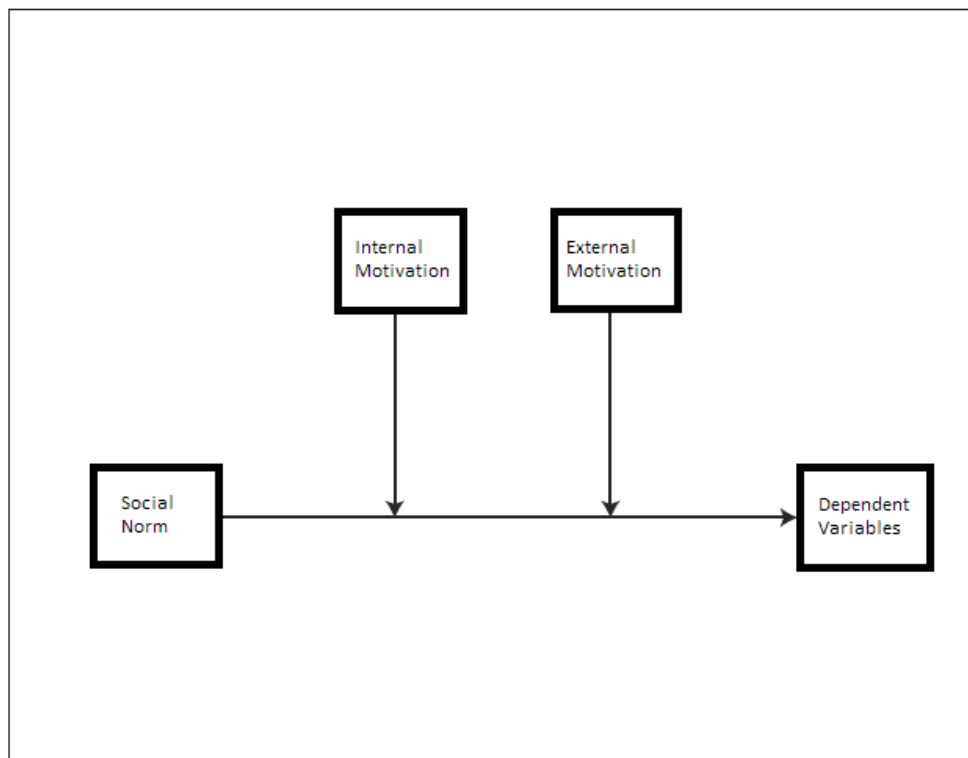 Internal
Motivation
External
Motivation
Social
Norm
Dependent
Variables